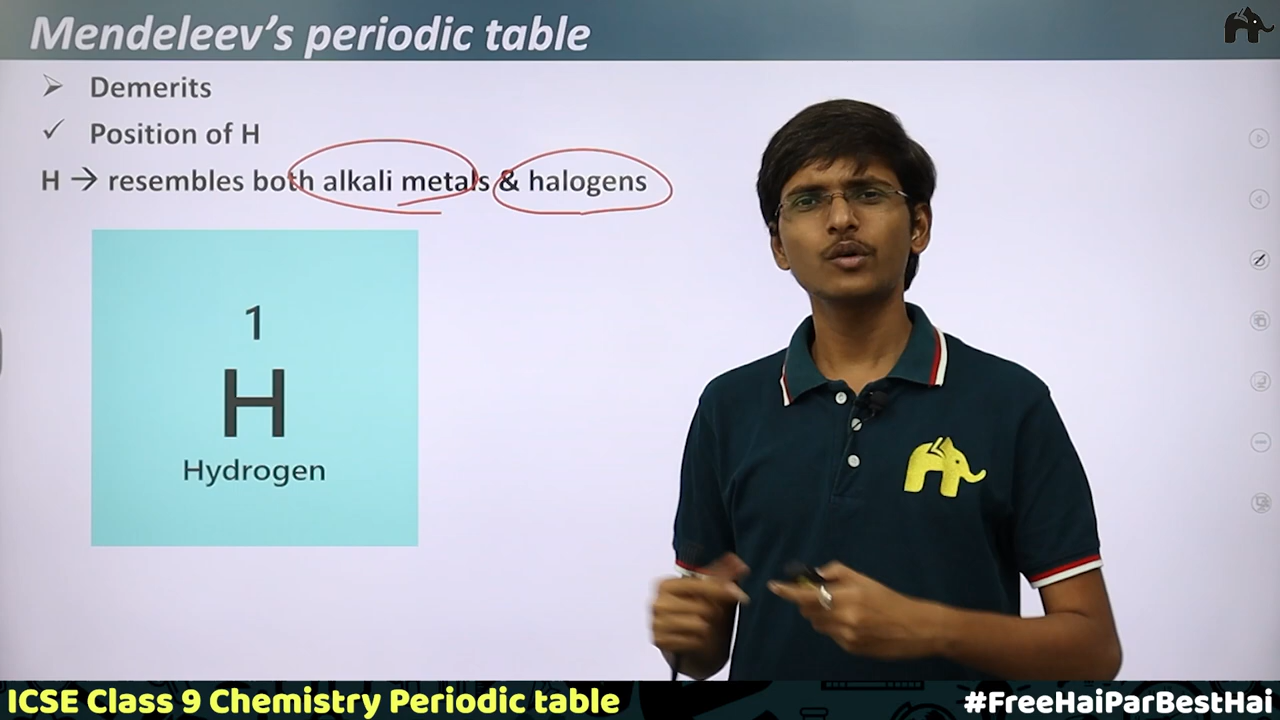 Mendeleev's periodic table
➢ Demerits
✓ Position of H
H → resembles both alkali metals & halogens
1
H
Hydrogen
ICSE Class 9 Chemistry Periodic table
#FreeHaiParBestHai